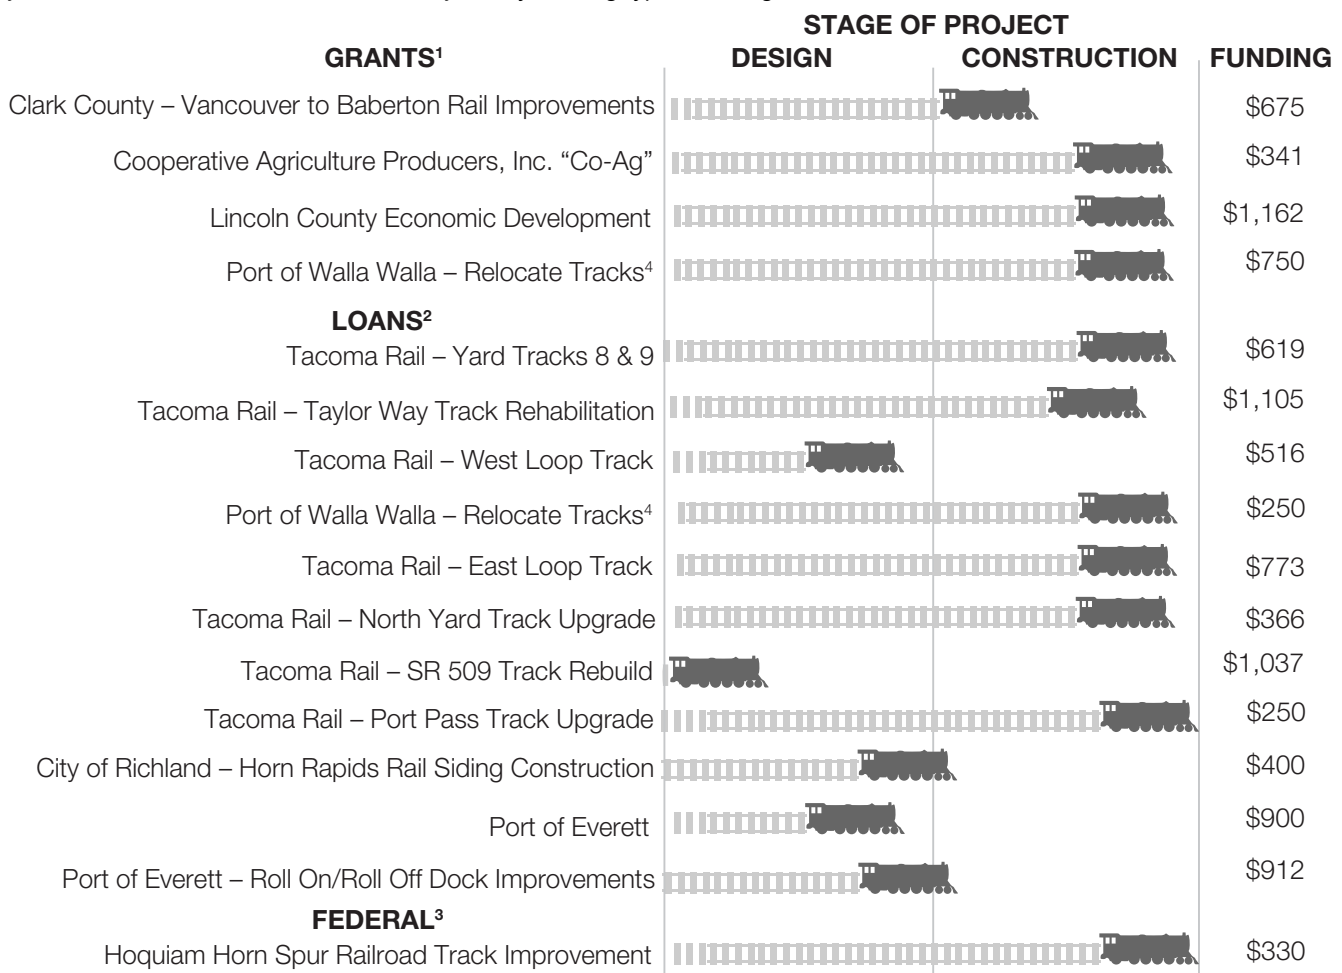 STAGE OF PROJECT
GRANTS¹ DESIGN CONSTRUCTION FUNDING
Clark County – Vancouver to Baberton Rail Improvements $675
Cooperative Agriculture Producers, Inc. “Co-Ag” $341
Lincoln County Economic Development $1,162
Port of Walla Walla – Relocate Tracks⁴ $750
LOANS²
Tacoma Rail – Yard Tracks 8 & 9 $619
Tacoma Rail – Taylor Way Track Rehabilitation $1,105
Tacoma Rail – West Loop Track $516
Port of Walla Walla – Relocate Tracks⁴ $250
Tacoma Rail – East Loop Track $773
Tacoma Rail – North Yard Track Upgrade $366
Tacoma Rail – SR 509 Track Rebuild $1,037
Tacoma Rail – Port Pass Track Upgrade $250
City of Richland – Horn Rapids Rail Siding Construction $400
Port of Everett $900
Port of Everett – Roll On/Roll Off Dock Improvements $912
FEDERAL³
Hoquiam Horn Spur Railroad Track Improvement $330